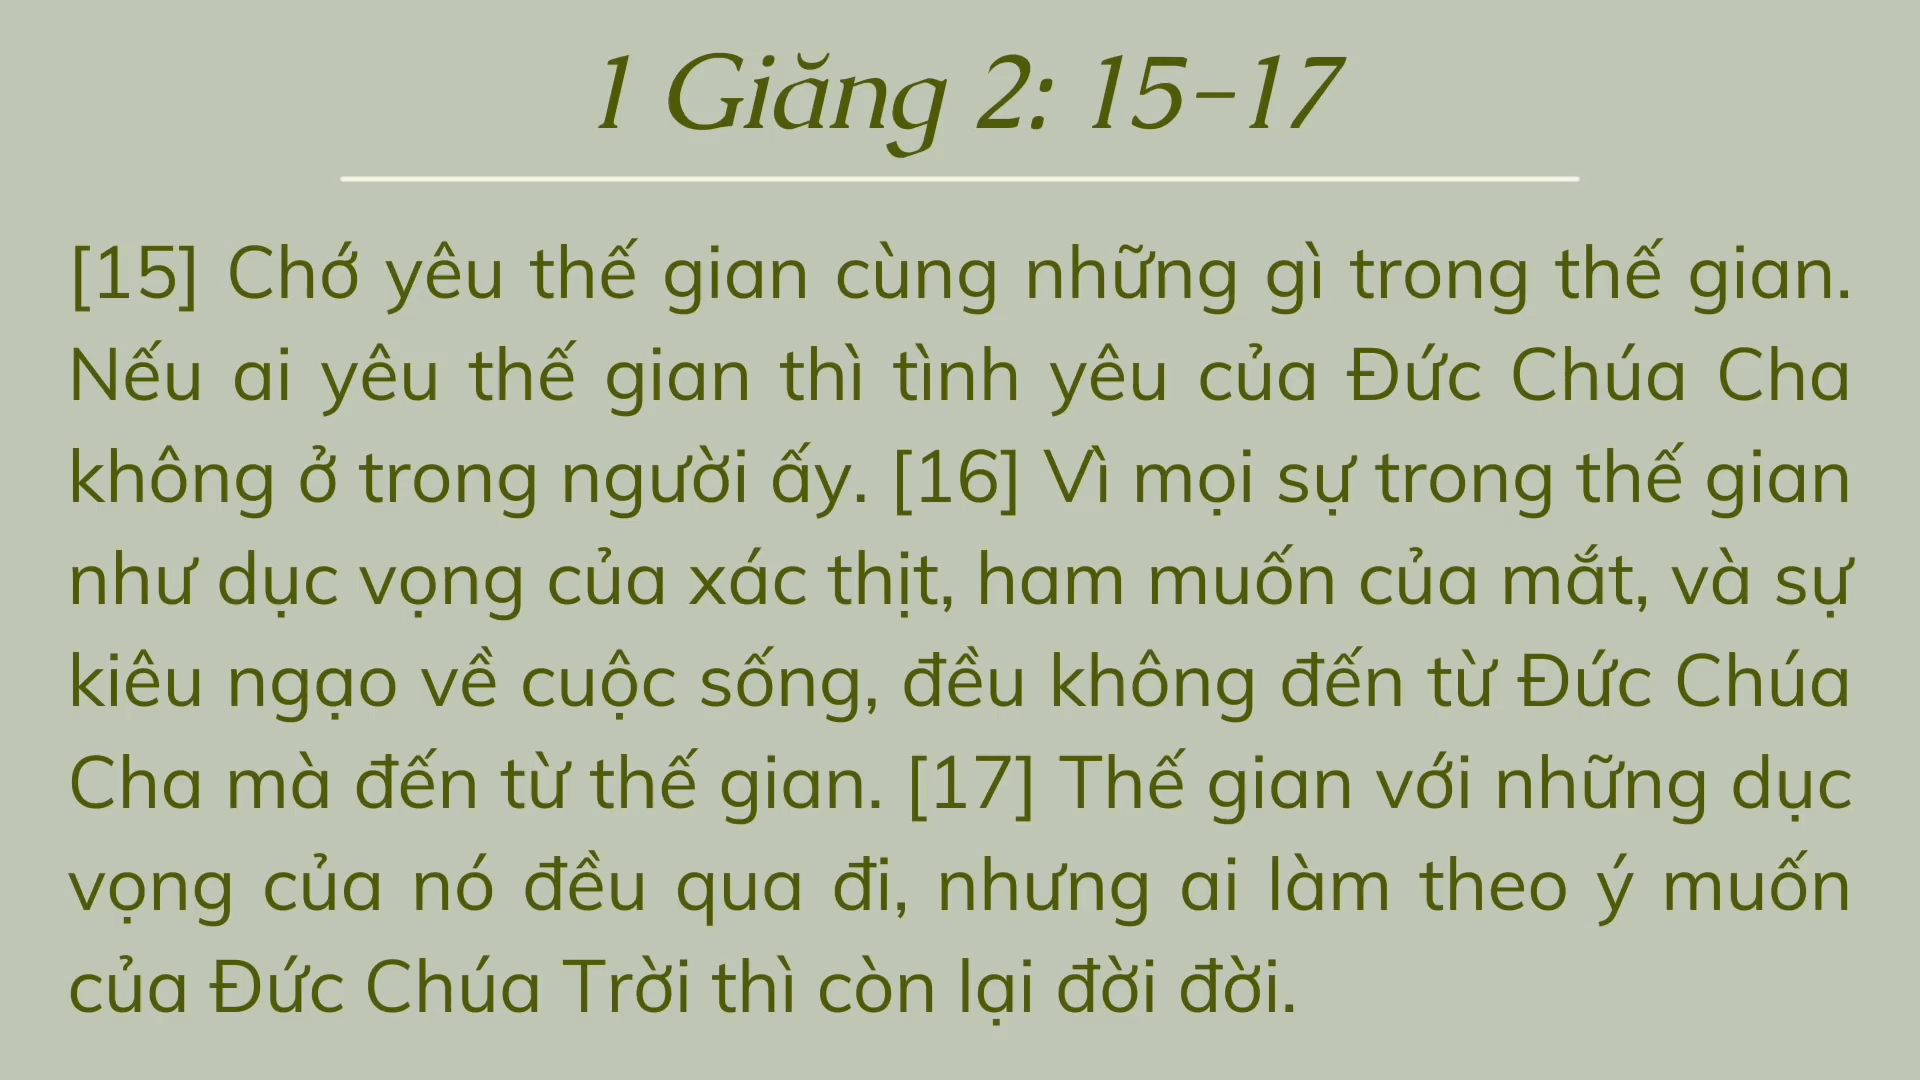 1 Giăng 2: 15-17
[15] Chớ yêu thế gian cùng những gì trong thế gian.
Nếu ai yêu thế gian thì tình yêu của Đức Chúa Cha
không ở trong người ấy. [16] Vì mọi sự trong thế gian
như dục vọng của xác thịt, ham muốn của mắt, và sự
kiêu ngạo về cuộc sống, đều không đến từ Đức Chúa
Cha mà đến từ thế gian. [17] Thế gian với những dục
vọng của nó đều qua đi, nhưng ai làm theo ý muốn
của Đức Chúa Trời thì còn lại đời đời.